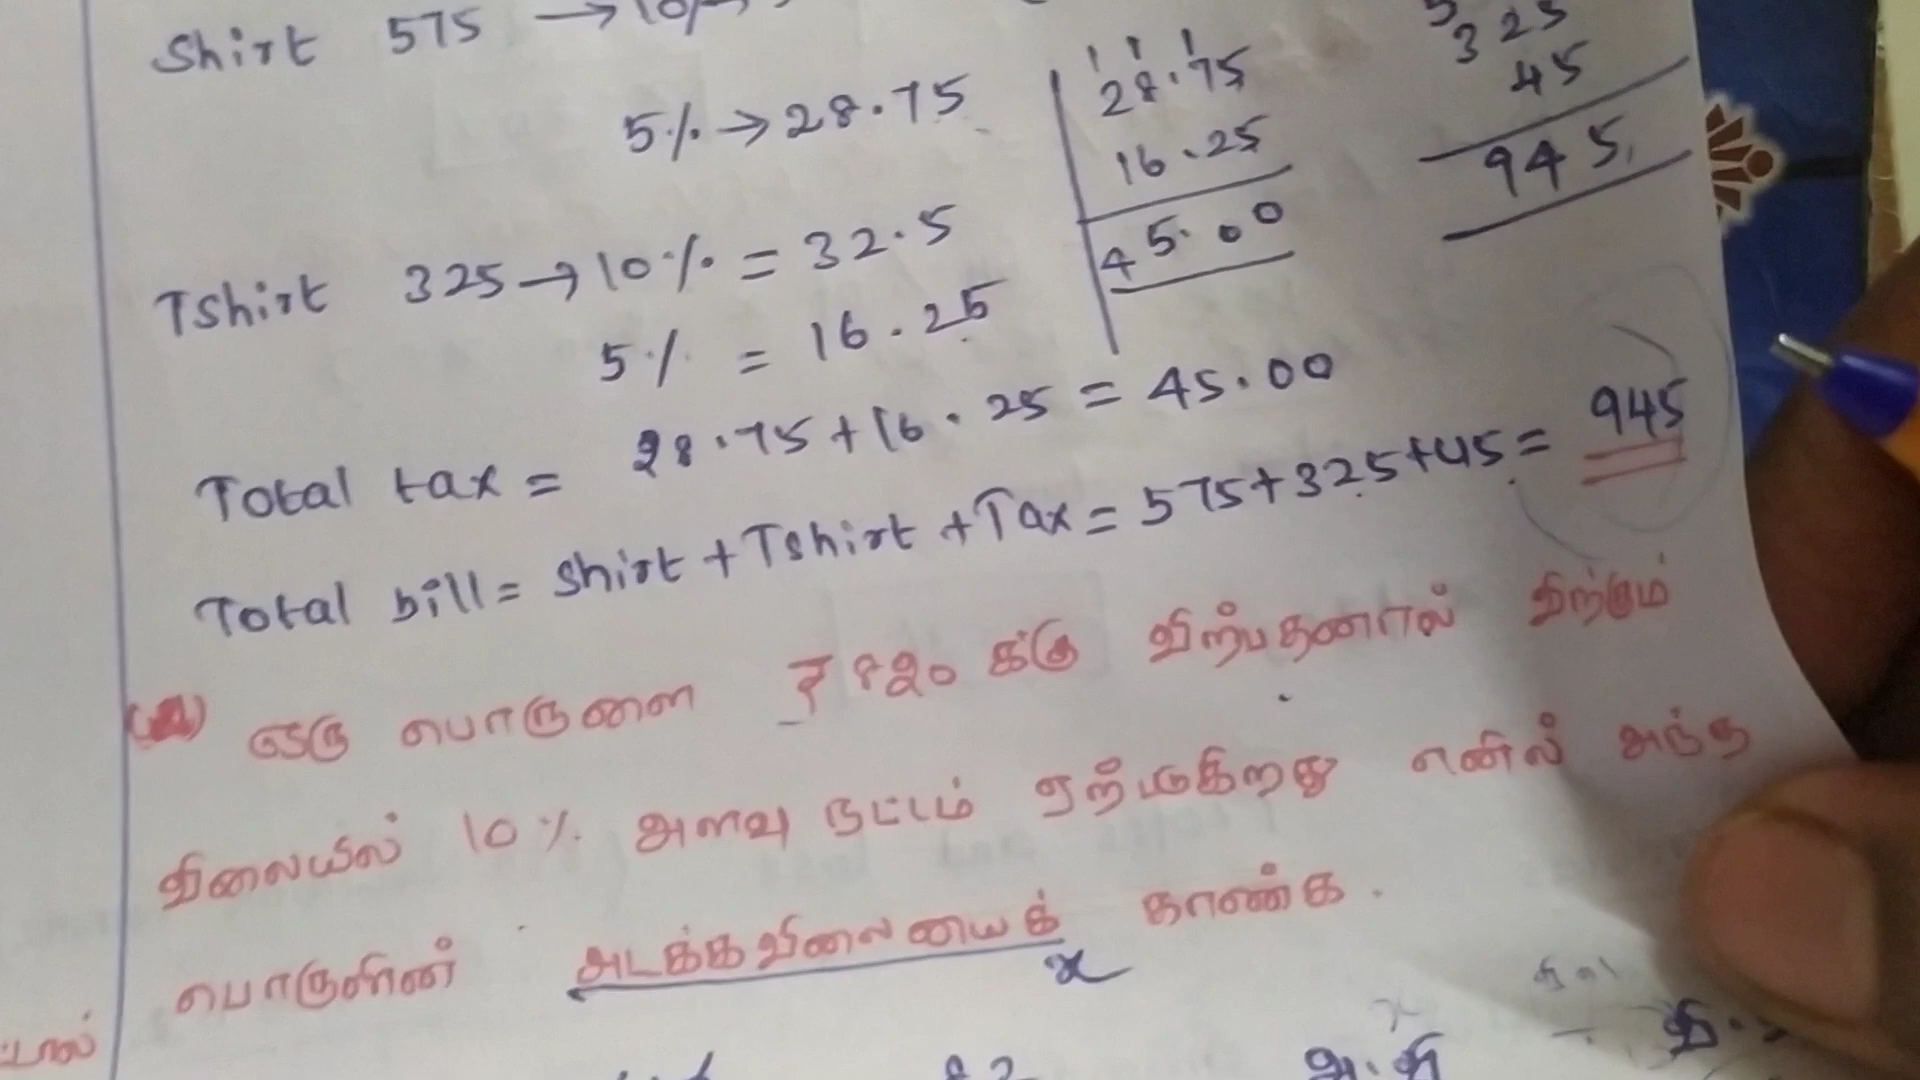 Shirt 575 → 10%
5% → 28.75
28.75
16.25
45.00
325
45
945
TShirt 325 → 10% = 32.5
5% = 16.25
Total tax = 28.75 + 16.25 = 45.00
Total bill = Shirt + Tshirt + Tax = 575 + 325 + 45 = 945
ஒரு பொருளை ₹820 க்கு விற்பதனால் விற்கும்
விலையில் 10% அளவு நட்டம் ஏற்படுகிறது எனில் அந்த
பொருளின் அடக்கவிலையைக் காண்க.
x
x
அ.வி